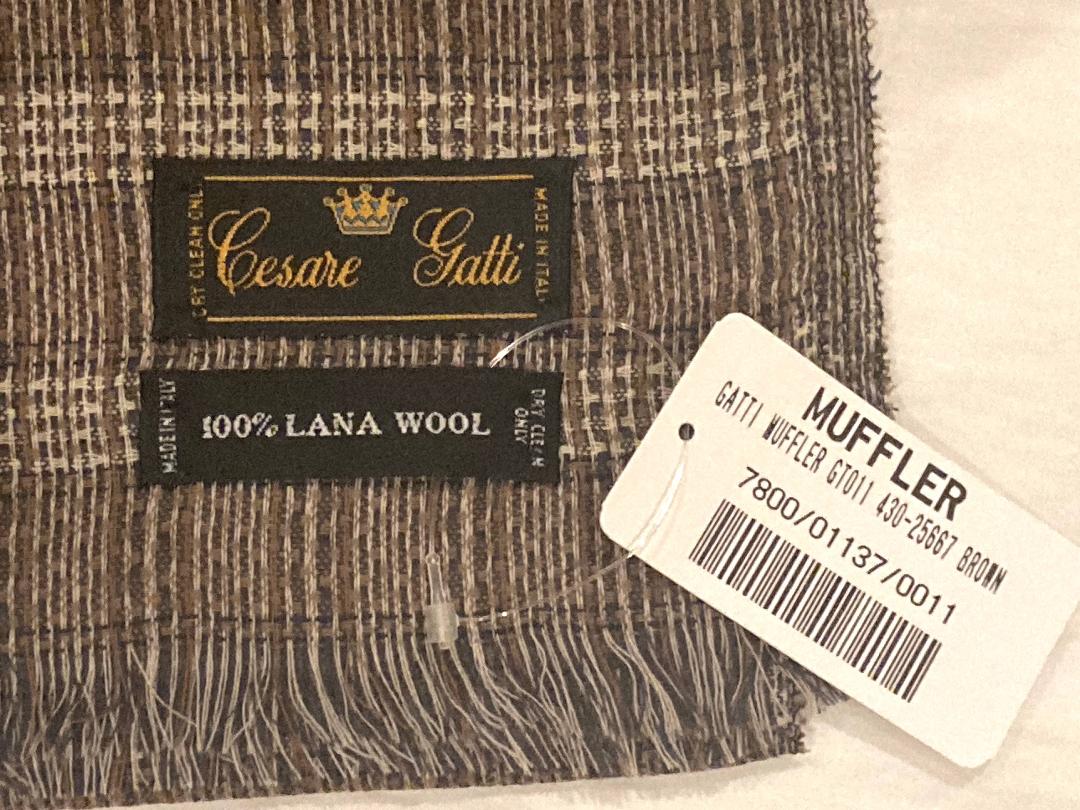 DRY CLEAN ONL
Cesare Gatti
MADE IN ITAL
MADE IN ITALY
100% LANA WOOL
DRY CLEAN
ONLY
MUFFLER
GATTI MUFFLER GT011 430-25667 BROWN
7800/01137/0011